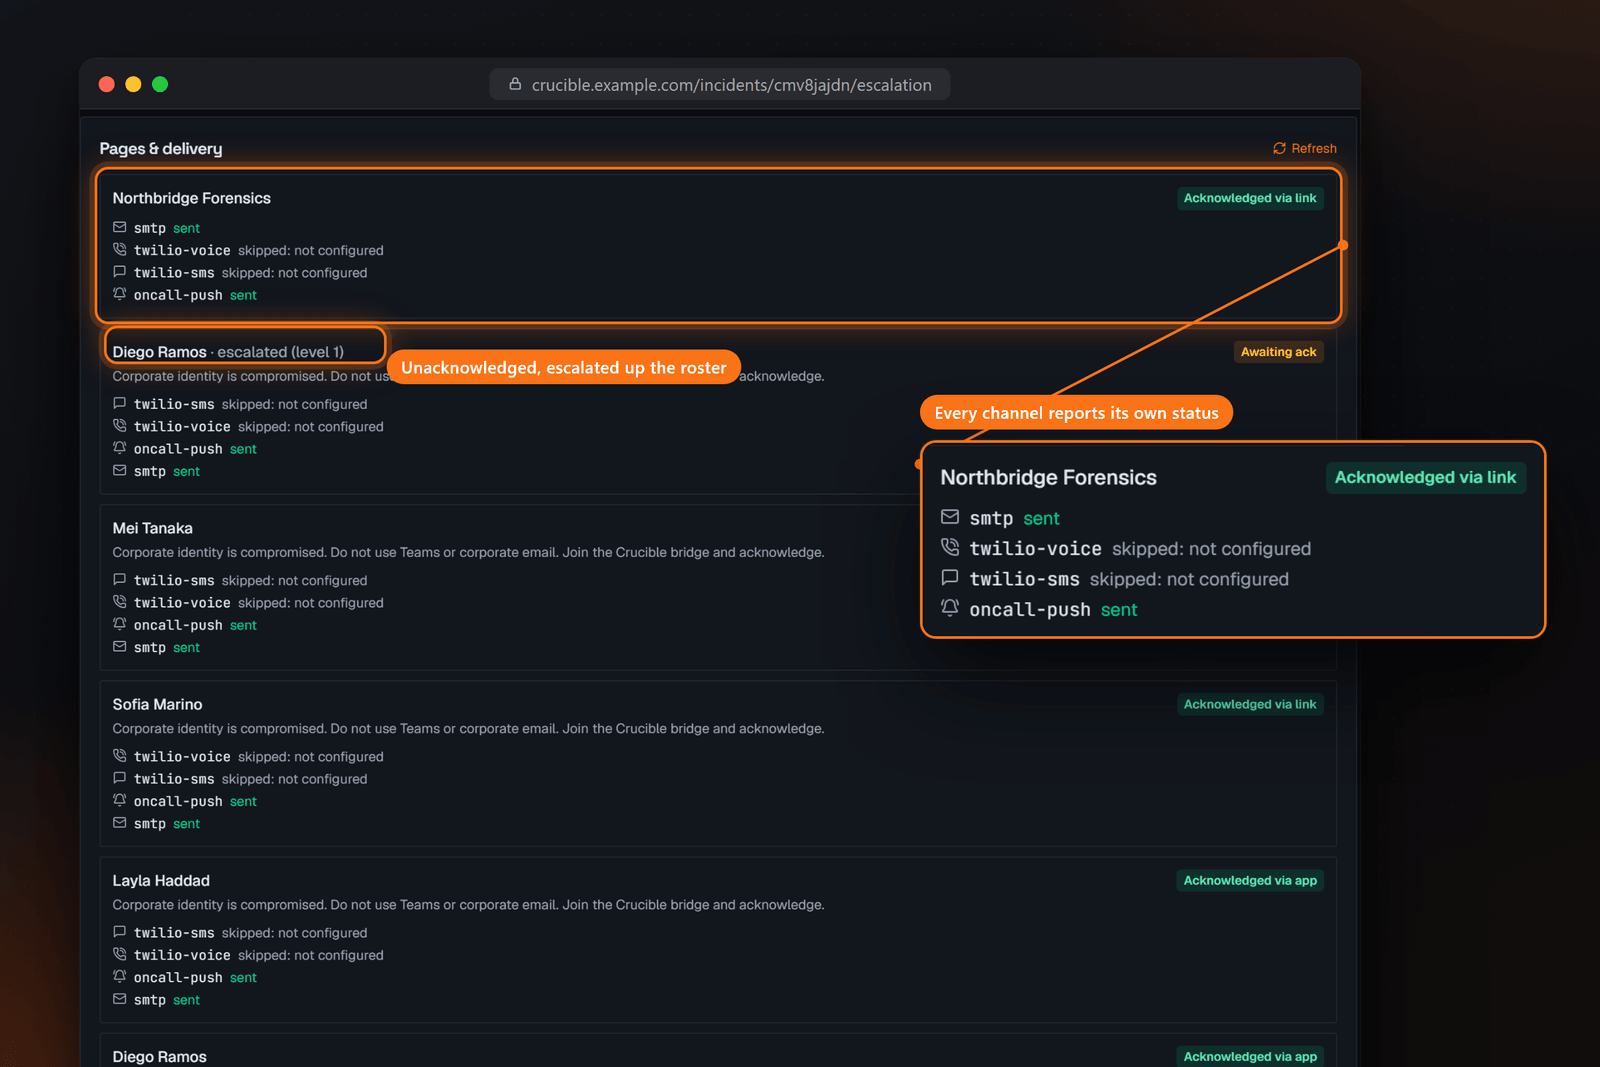 crucible.example.com/incidents/cmv8jajdn/escalation
Pages & delivery
Refresh
Northbridge Forensics
Acknowledged via link
smtp sent
twilio-voice skipped: not configured
twilio-sms skipped: not configured
oncall-push sent
Diego Ramos · escalated (level 1)
Awaiting ack
Unacknowledged, escalated up the roster
Corporate identity is compromised. Do not us acknowledge.
twilio-sms skipped: not configured
twilio-voice skipped: not configured
oncall-push sent
smtp sent
Every channel reports its own status
Northbridge Forensics
Acknowledged via link
smtp sent
twilio-voice skipped: not configured
twilio-sms skipped: not configured
oncall-push sent
Mei Tanaka
Corporate identity is compromised. Do not use Teams or corporate email. Join the Crucible bridge and acknowledge.
twilio-sms skipped: not configured
twilio-voice skipped: not configured
oncall-push sent
smtp sent
Sofia Marino
Acknowledged via link
Corporate identity is compromised. Do not use Teams or corporate email. Join the Crucible bridge and acknowledge.
twilio-voice skipped: not configured
twilio-sms skipped: not configured
oncall-push sent
smtp sent
Layla Haddad
Acknowledged via app
Corporate identity is compromised. Do not use Teams or corporate email. Join the Crucible bridge and acknowledge.
twilio-sms skipped: not configured
twilio-voice skipped: not configured
oncall-push sent
smtp sent
Diego Ramos
Acknowledged via app